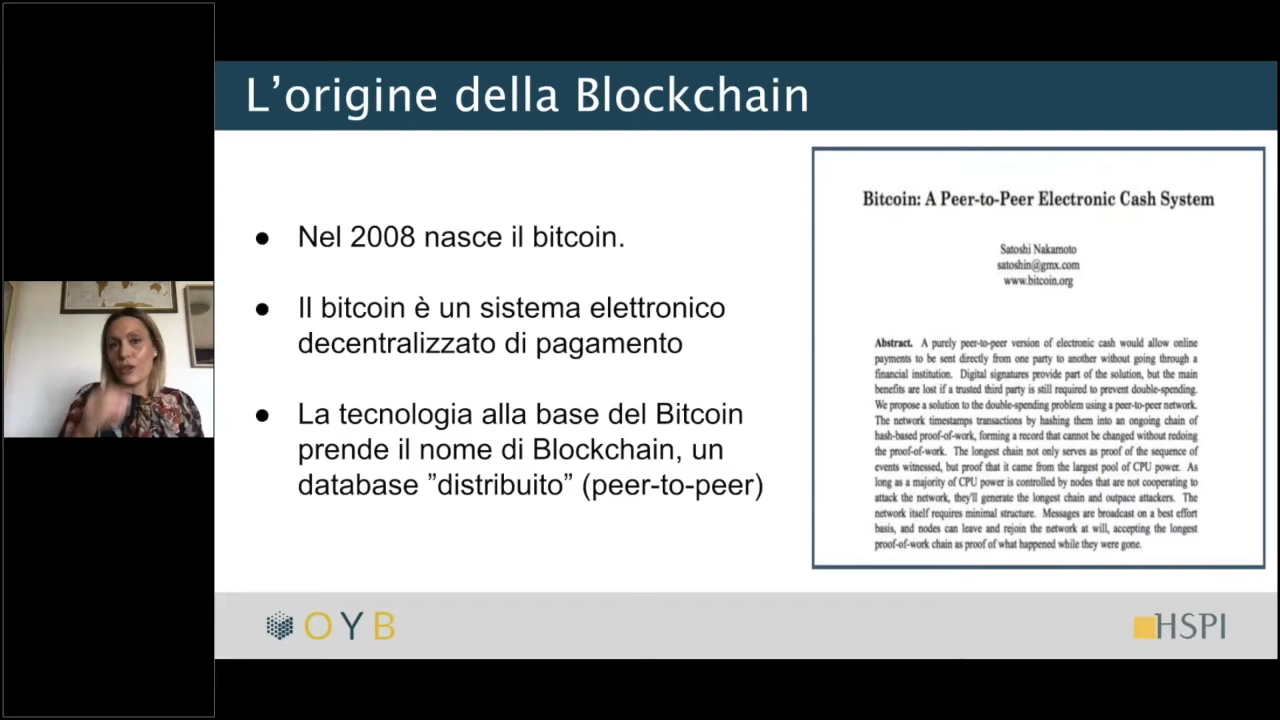 L'origine della Blockchain
● Nel 2008 nasce il bitcoin.
● Il bitcoin è un sistema elettronico
decentralizzato di pagamento
● La tecnologia alla base del Bitcoin
prende il nome di Blockchain, un
database ”distribuito” (peer-to-peer)
Bitcoin: A Peer-to-Peer Electronic Cash System
Satoshi Nakamoto
satoshin@gmx.com
www.bitcoin.org
Abstract. A purely peer-to-peer version of electronic cash would allow online
payments to be sent directly from one party to another without going through a
financial institution. Digital signatures provide part of the solution, but the main
benefits are lost if a trusted third party is still required to prevent double-spending.
We propose a solution to the double-spending problem using a peer-to-peer network.
The network timestamps transactions by hashing them into an ongoing chain of
hash-based proof-of-work, forming a record that cannot be changed without redoing
the proof-of-work. The longest chain not only serves as proof of the sequence of
events witnessed, but proof that it came from the largest pool of CPU power. As
long as a majority of CPU power is controlled by nodes that are not cooperating to
attack the network, they'll generate the longest chain and outpace attackers. The
network itself requires minimal structure. Messages are broadcast on a best effort
basis, and nodes can leave and rejoin the network at will, accepting the longest
proof-of-work chain as proof of what happened while they were gone.
OYB
HSPI